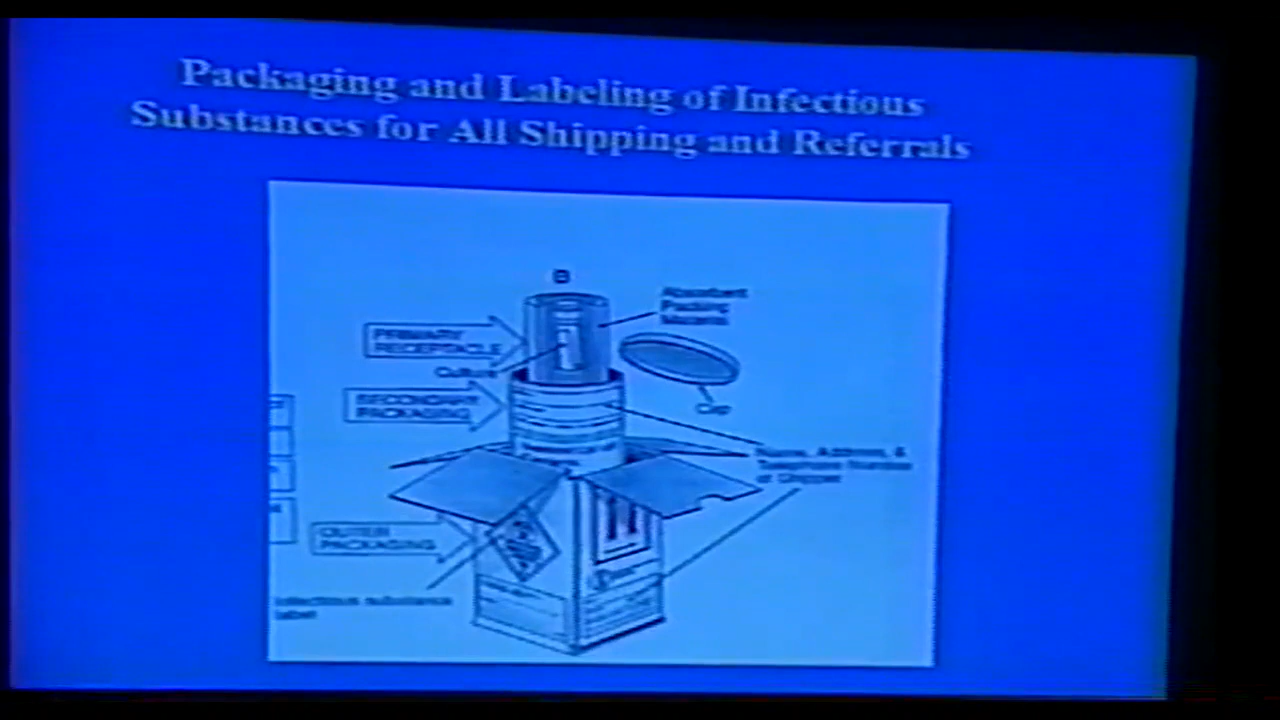 Packaging and Labeling of Infectious
Substances for All Shipping and Referrals
B
Absorbent
Packing
PRIMARY
RECEPTACLE
Culture
SECONDARY
PACKAGING
Cap
Name, Address, &
Telephone Number
of Shipper
OUTER
PACKAGING
Infectious substance
Label